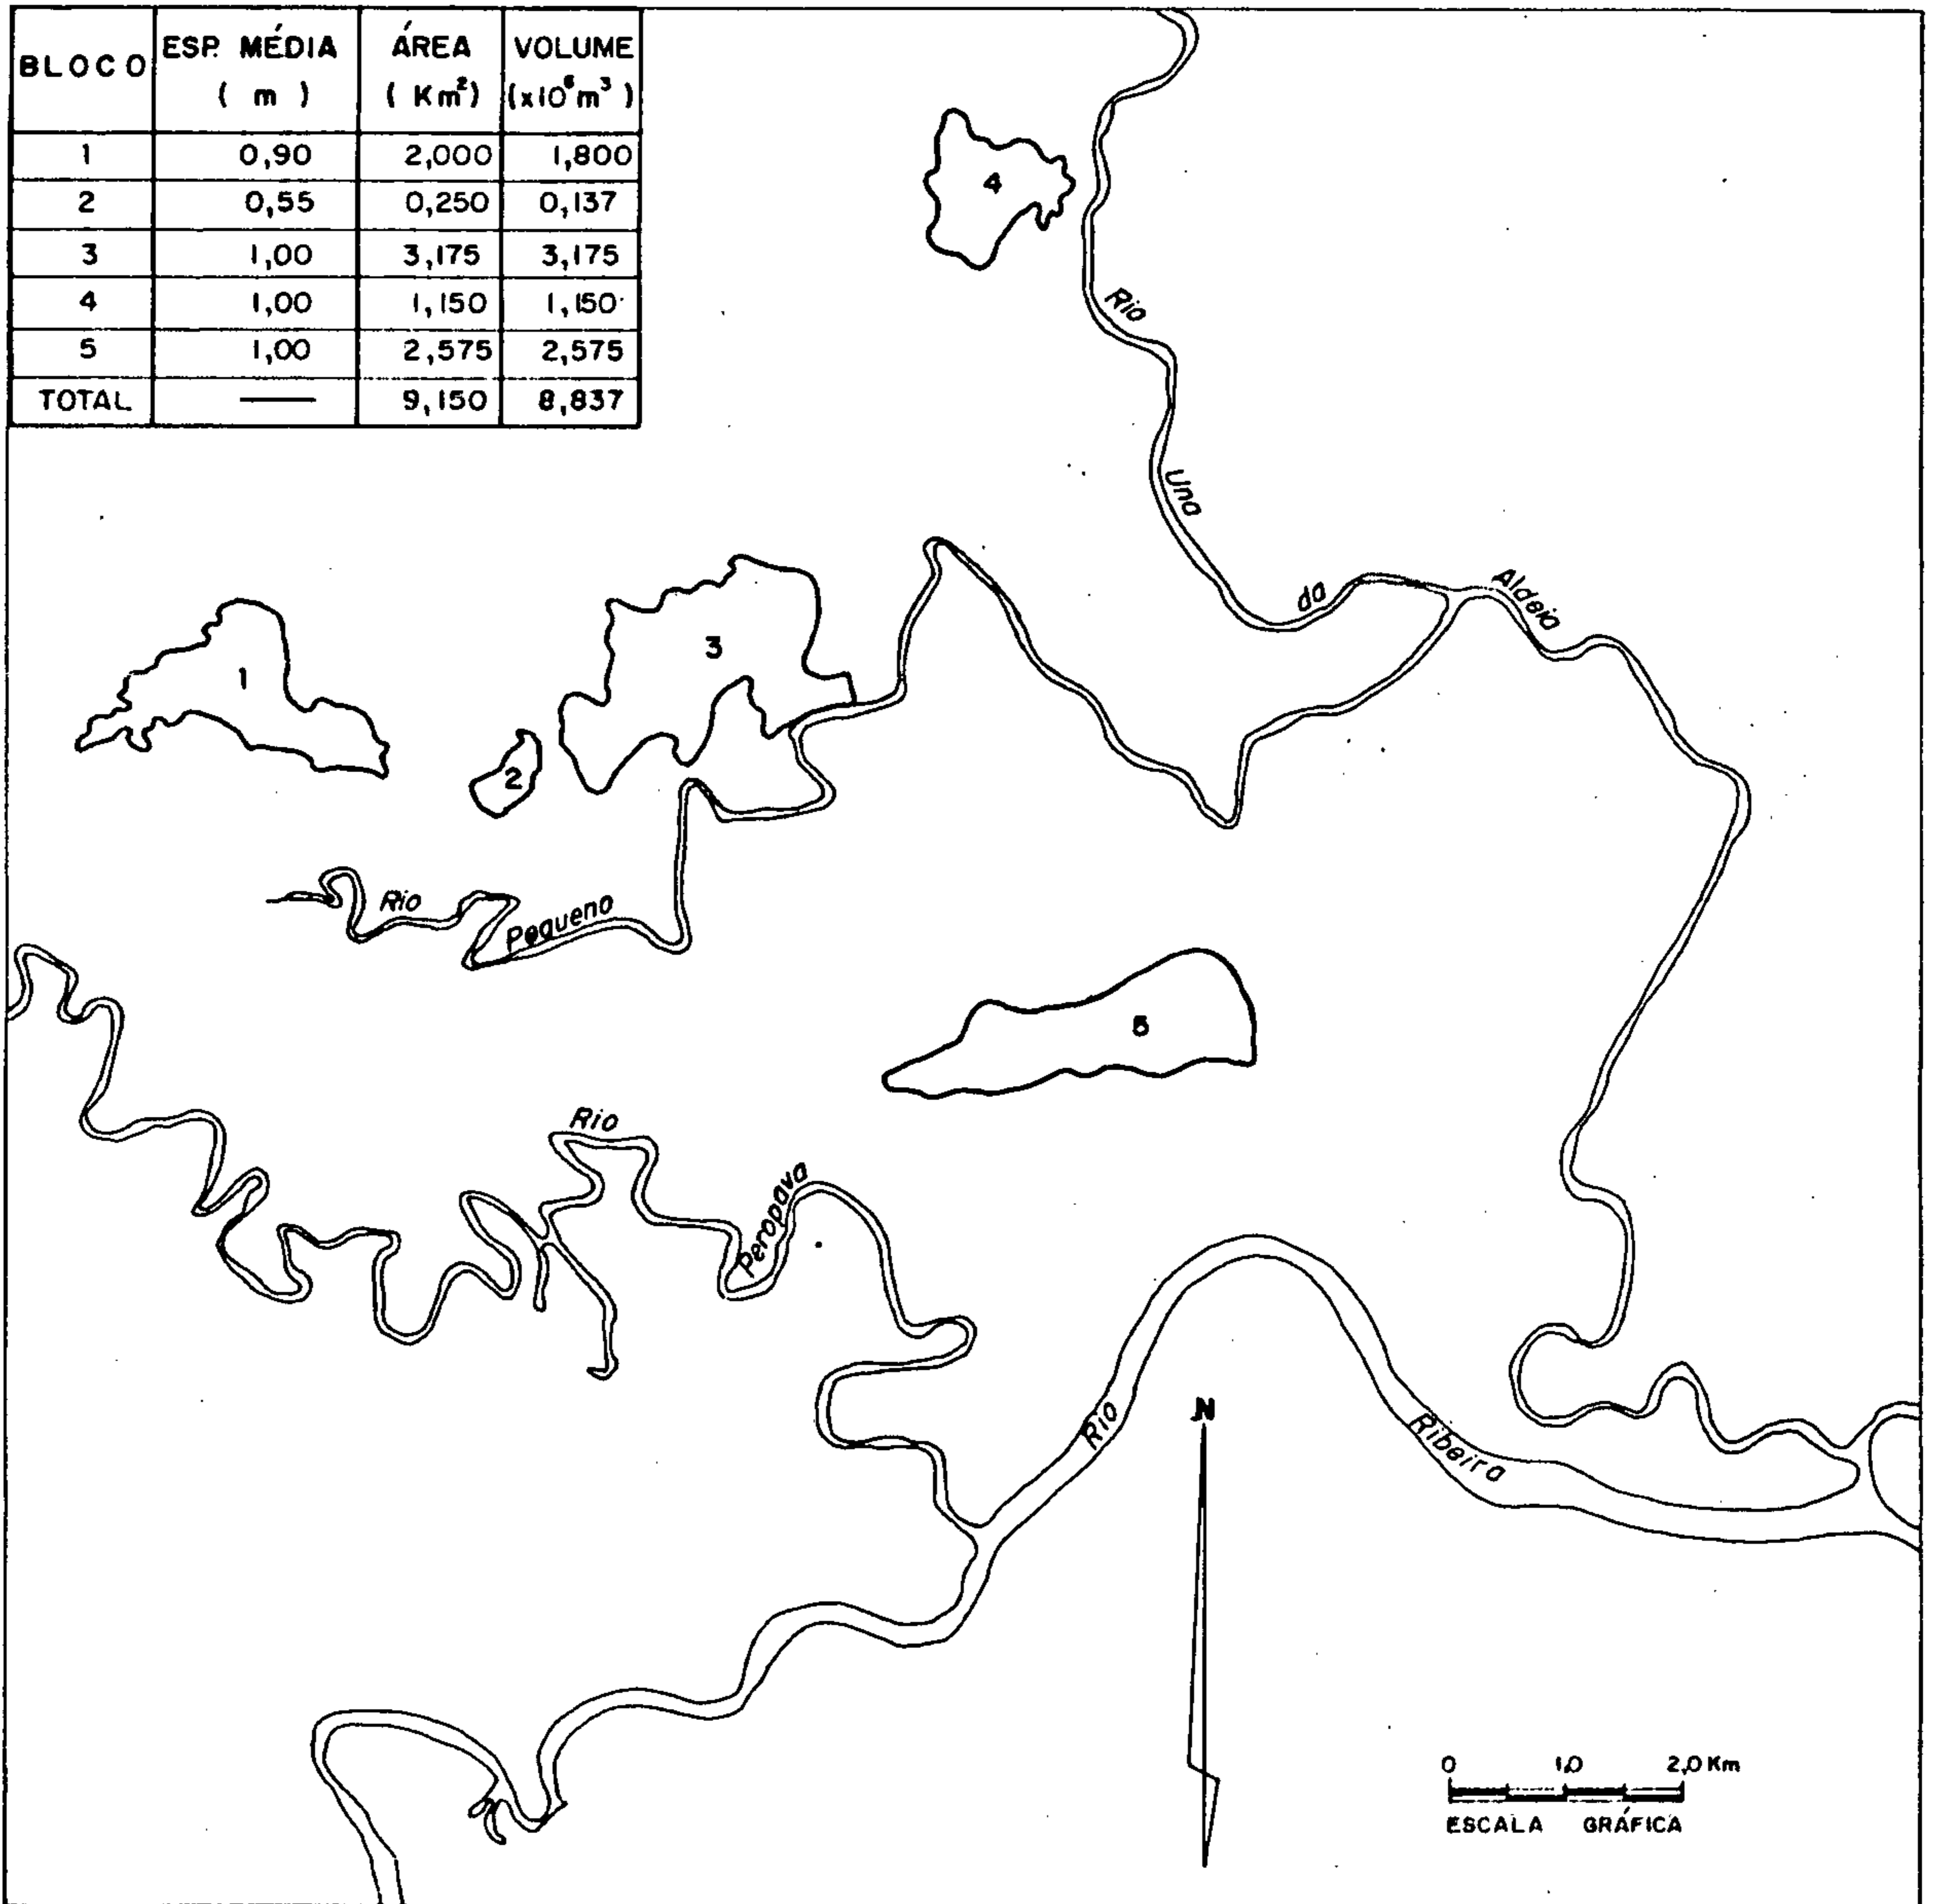 BLOCO ESP. MÉDIA ( m ) ÁREA ( Km² ) VOLUME (x10⁶m³ )
1 0,90 2,000 1,800
2 0,55 0,250 0,137
3 1,00 3,175 3,175
4 1,00 1,150 1,150
5 1,00 2,575 2,575
TOTAL — 9,150 8,837
4
Rio
Una
da
Aldeia
3
1
2
Rio
Pequeno
5
Rio
Peropava
N
Rio
Ribeira
0 1,0 2,0 Km
ESCALA GRÁFICA